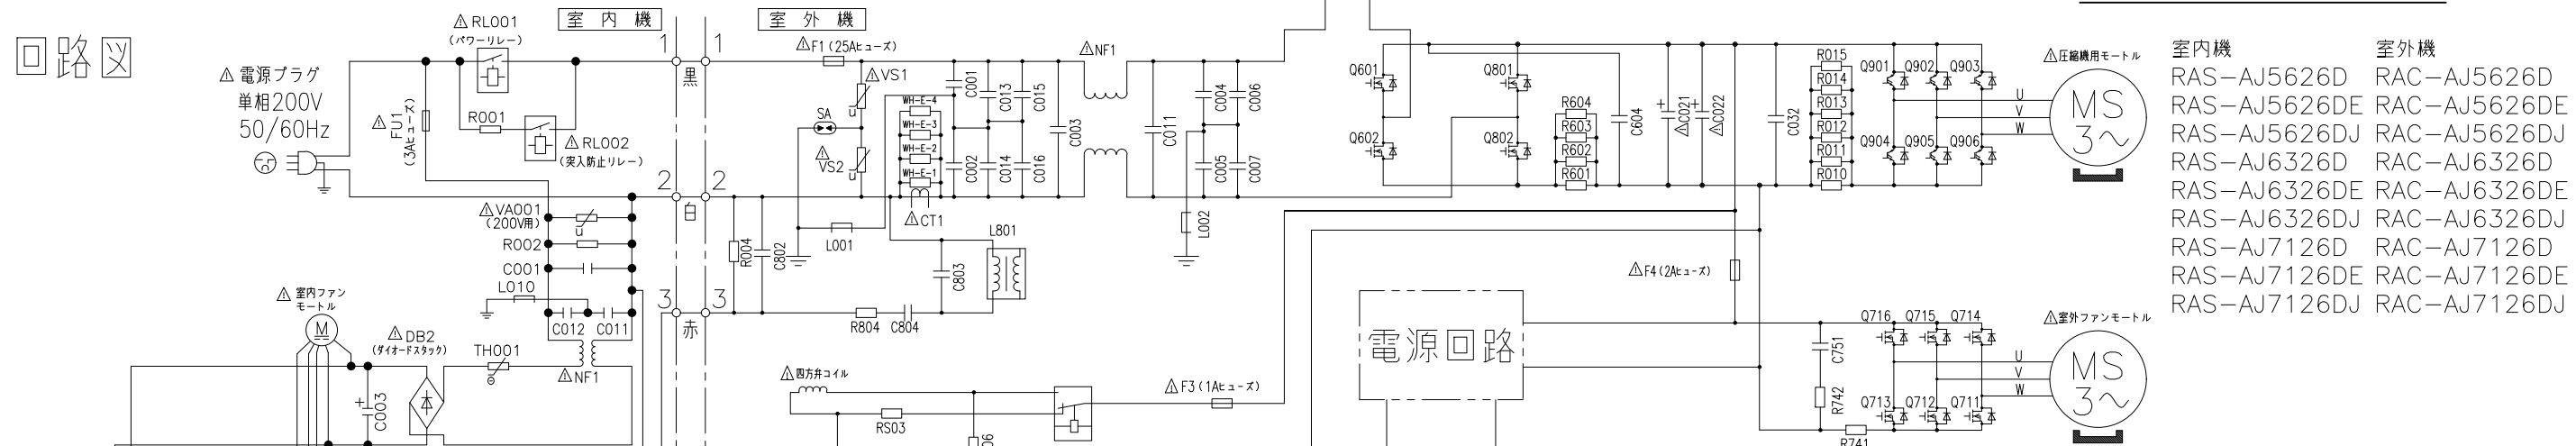 回路図
室内機
室外機
⚠RL001
(パワーリレー)
⚠電源プラグ
単相200V
50/60Hz
⚠FU1
(3Aヒューズ)
R001
⚠RL002
(突入防止リレー)
1
1
黒
2
2
白
3
3
赤
⚠VA001
(200V用)
u
R002
C001
L010
C012
C011
⚠NF1
⚠室内ファン
モートル
M
⚠DB2
(ダイオードスタック)
TH001
C003
⚠F1(25Aヒューズ)
⚠VS1
u
SA
⚠VS2
u
WH-E-4
WH-E-3
WH-E-2
WH-E-1
⚠CT1
C001
C002
C013
C014
C015
C016
C003
⚠NF1
C011
C004
C005
C006
C007
L001
L002
R004
C802
C803
L801
R804
C804
⚠四方弁コイル
RS03
⚠F3(1Aヒューズ)
Q601
Q602
Q801
Q802
R604
R603
R602
R601
C604
⚠C021
⚠C022
C032
R015
R014
R013
R012
R011
R010
Q901
Q902
Q903
Q904
Q905
Q906
U
V
W
⚠圧縮機用モートル
MS
3~
⚠F4(2Aヒューズ)
電源回路
C751
R742
R741
Q716
Q715
Q714
Q713
Q712
Q711
U
V
W
⚠室外ファンモートル
MS
3~
室内機 室外機
RAS-AJ5626D RAC-AJ5626D
RAS-AJ5626DE RAC-AJ5626DE
RAS-AJ5626DJ RAC-AJ5626DJ
RAS-AJ6326D RAC-AJ6326D
RAS-AJ6326DE RAC-AJ6326DE
RAS-AJ6326DJ RAC-AJ6326DJ
RAS-AJ7126D RAC-AJ7126D
RAS-AJ7126DE RAC-AJ7126DE
RAS-AJ7126DJ RAC-AJ7126DJ